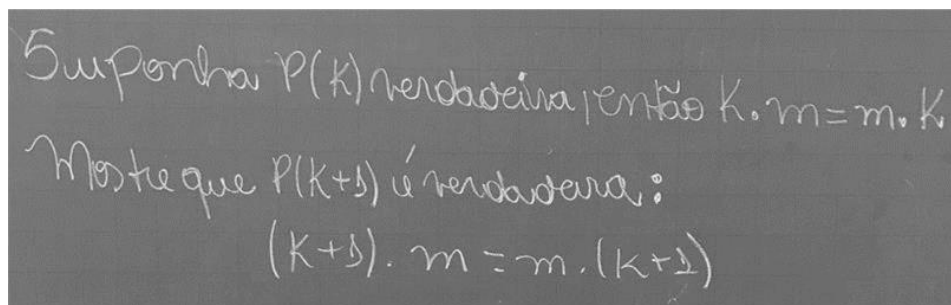 Suponha P(K) verdadeira, então K.m=m.K
Mostre que P(K+1) é verdadeira:
(K+1).m=m.(K+1)